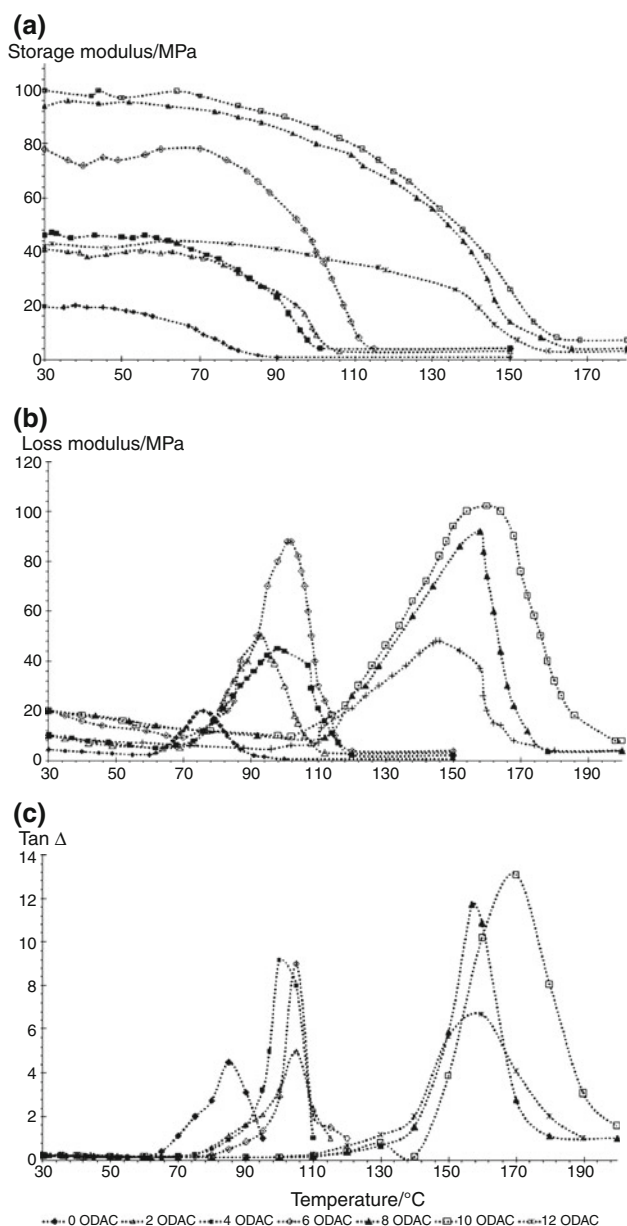 (a)
Storage modulus/MPa
100
80
60
40
20
0
30 50 70 90 110 130 150 170
(b)
Loss modulus/MPa
120
100
80
60
40
20
0
30 50 70 90 110 130 150 170 190
(c)
Tan Δ
14
12
10
8
6
4
2
0
30 50 70 90 110 130 150 170 190
Temperature/°C
0 ODAC 2 ODAC 4 ODAC 6 ODAC 8 ODAC 10 ODAC 12 ODAC